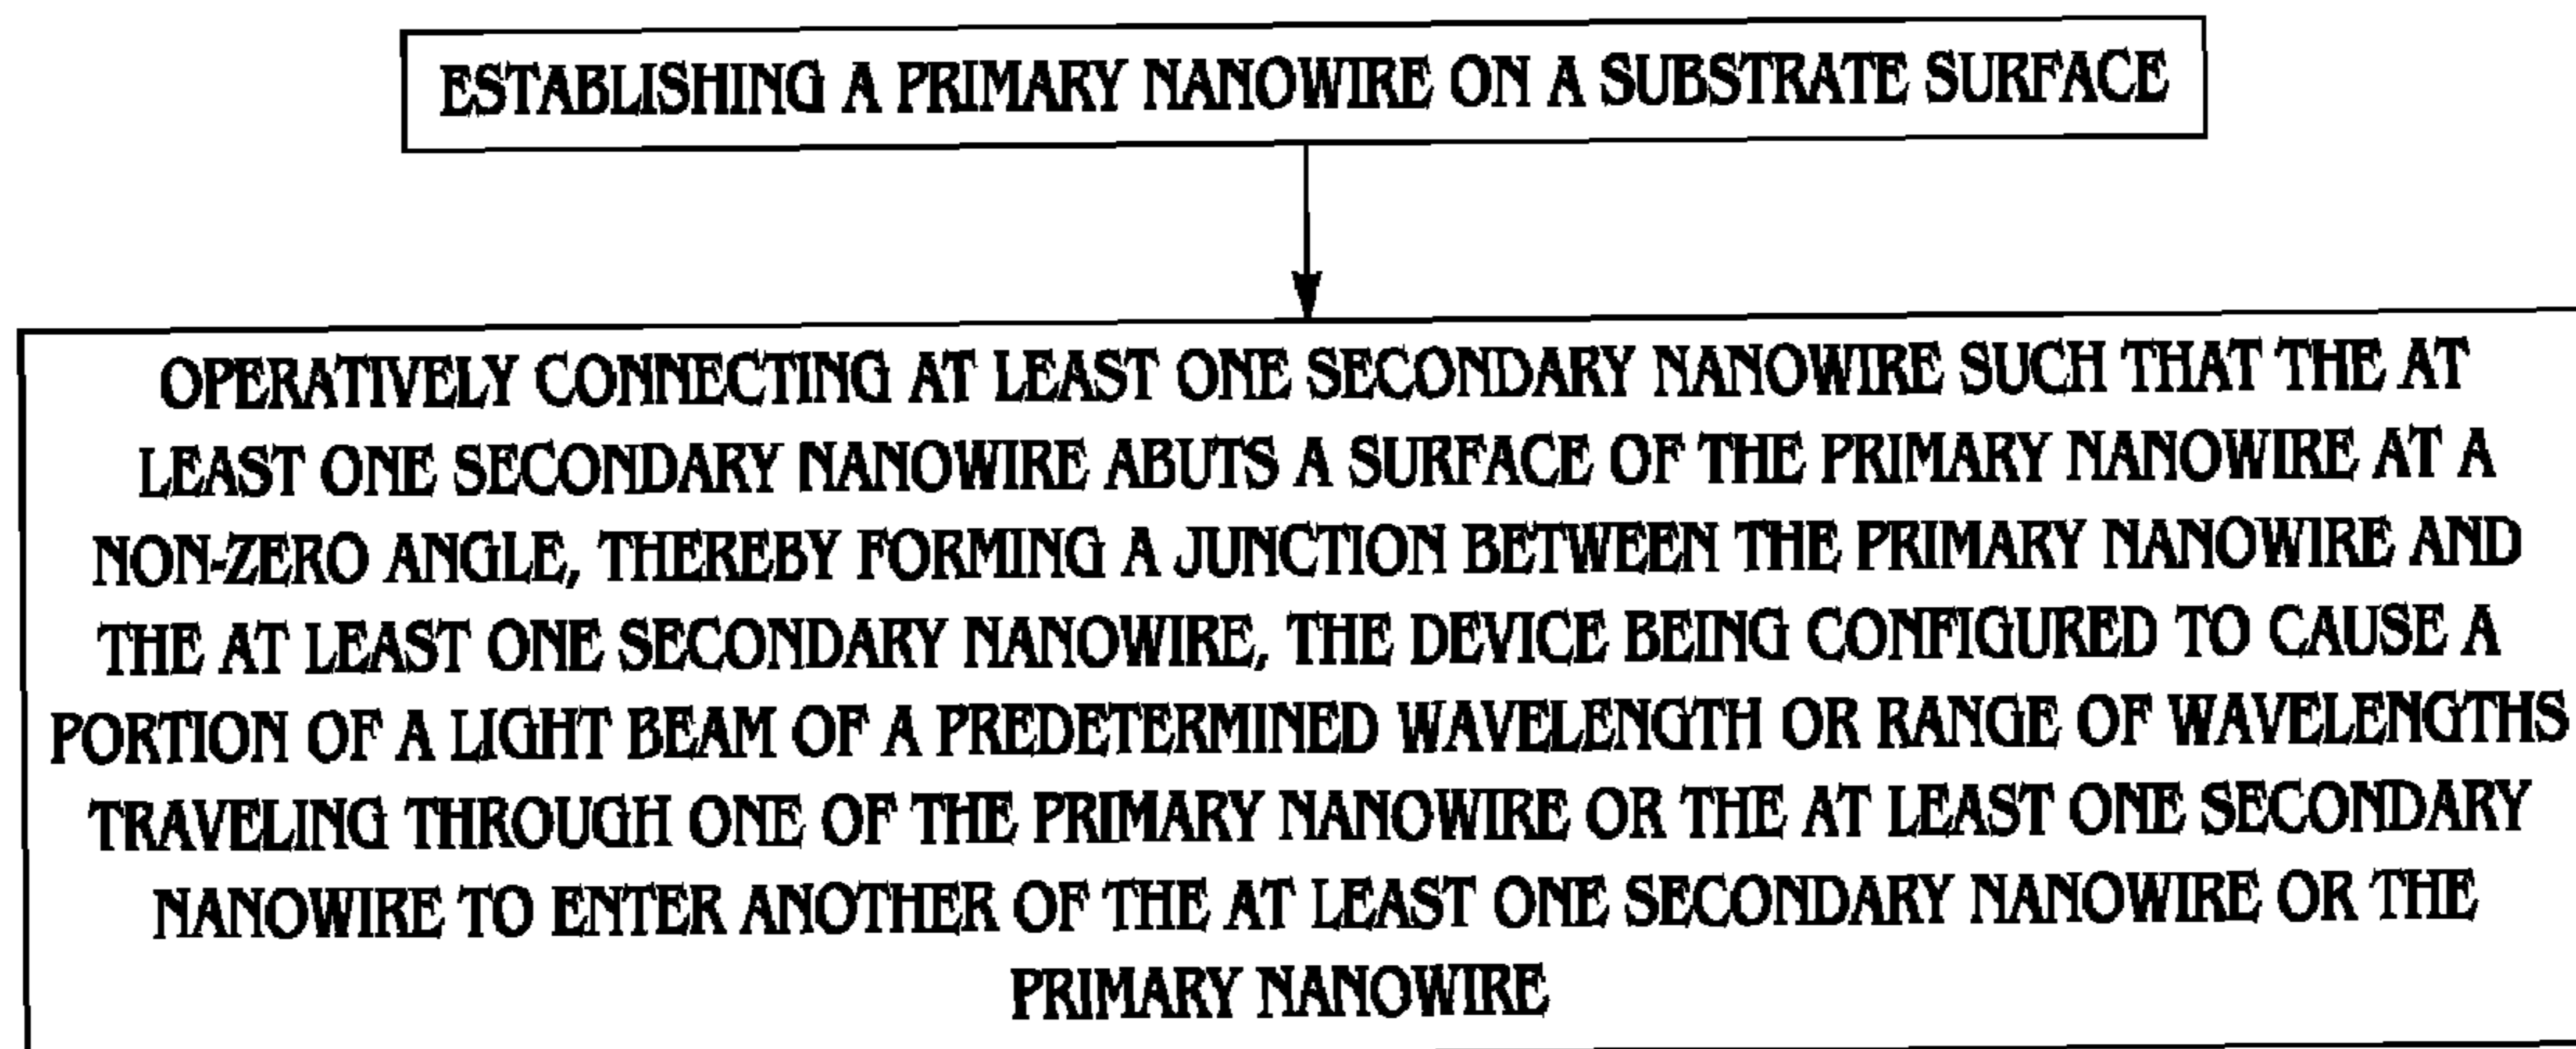 ESTABLISHING A PRIMARY NANOWIRE ON A SUBSTRATE SURFACE
OPERATIVELY CONNECTING AT LEAST ONE SECONDARY NANOWIRE SUCH THAT THE AT
LEAST ONE SECONDARY NANOWIRE ABUTS A SURFACE OF THE PRIMARY NANOWIRE AT A
NON-ZERO ANGLE, THEREBY FORMING A JUNCTION BETWEEN THE PRIMARY NANOWIRE AND
THE AT LEAST ONE SECONDARY NANOWIRE, THE DEVICE BEING CONFIGURED TO CAUSE A
PORTION OF A LIGHT BEAM OF A PREDETERMINED WAVELENGTH OR RANGE OF WAVELENGTHS
TRAVELING THROUGH ONE OF THE PRIMARY NANOWIRE OR THE AT LEAST ONE SECONDARY
NANOWIRE TO ENTER ANOTHER OF THE AT LEAST ONE SECONDARY NANOWIRE OR THE
PRIMARY NANOWIRE